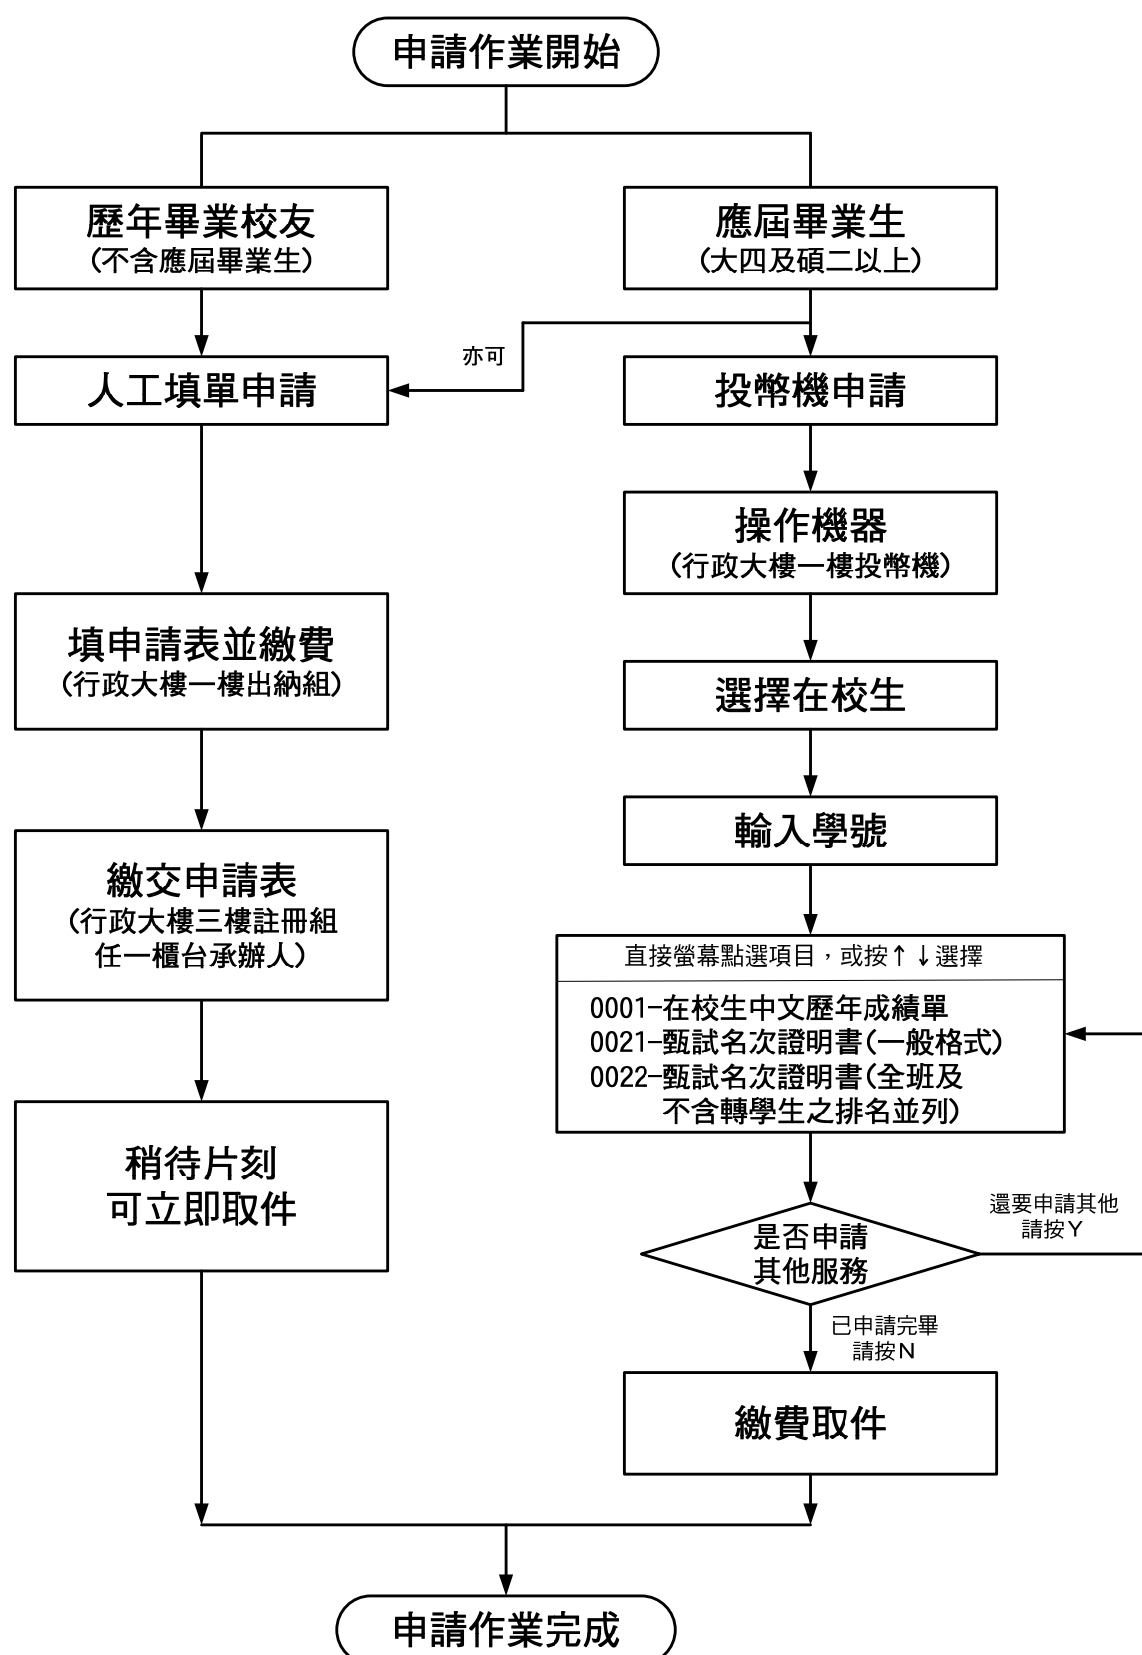 申請作業開始
歷年畢業校友
(不含應屆畢業生)
應屆畢業生
(大四及碩二以上)
亦可
人工填單申請
投幣機申請
操作機器
(行政大樓一樓投幣機)
填申請表並繳費
(行政大樓一樓出納組)
選擇在校生
輸入學號
繳交申請表
(行政大樓三樓註冊組
任一櫃台承辦人)
直接螢幕點選項目，或按↑↓選擇
0001-在校生中文歷年成績單
0021-甄試名次證明書(一般格式)
0022-甄試名次證明書(全班及
不含轉學生之排名並列)
稍待片刻
可立即取件
是否申請
其他服務
還要申請其他
請按Y
已申請完畢
請按N
繳費取件
申請作業完成